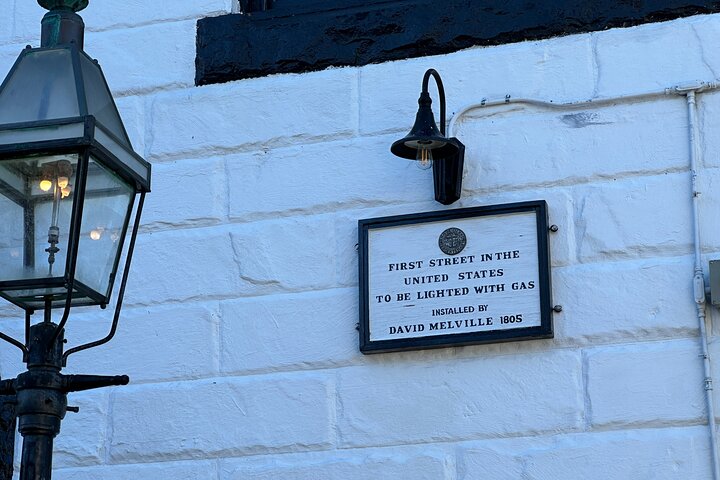 FIRST STREET IN THE
UNITED STATES
TO BE LIGHTED WITH GAS
INSTALLED BY
DAVID MELVILLE 1805